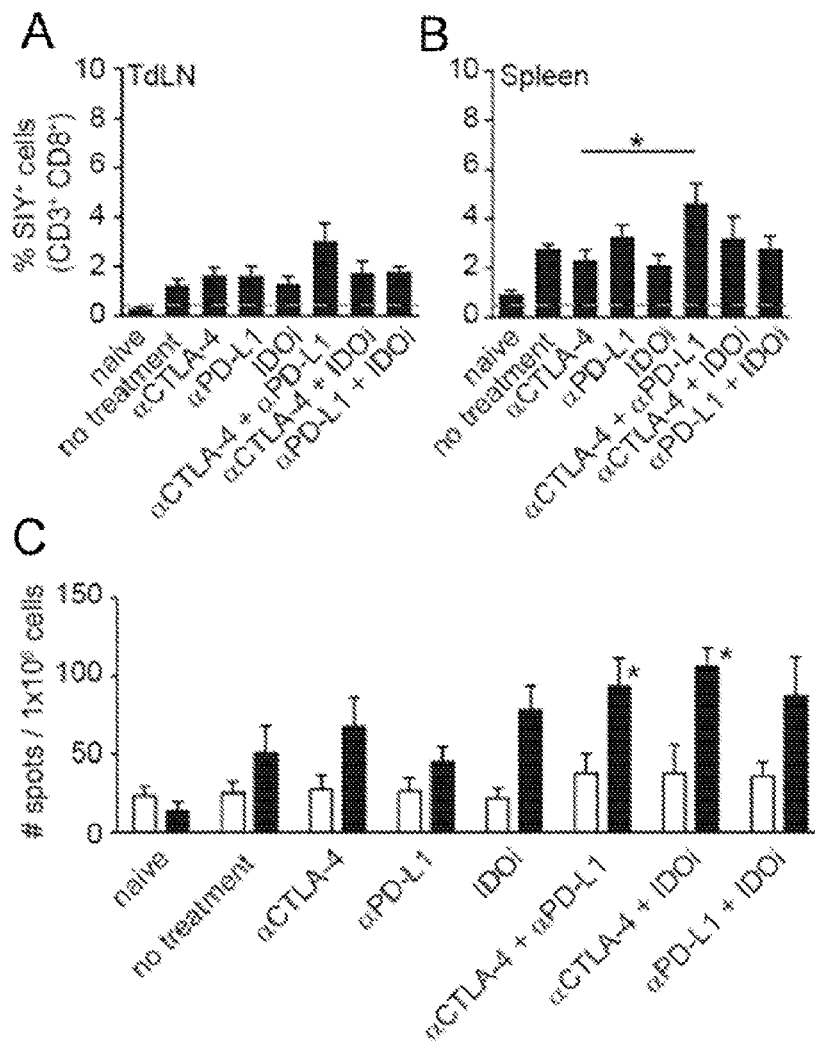 A
10
8
6
4
2
0
% SIY⁺ cells
(CD3⁺ CD8⁺)
TdLN
naive
no treatment
αCTLA-4
αPD-L1
IDOi
αCTLA-4 + αPD-L1
αCTLA-4 + IDOi
αPD-L1 + IDOi
B
10
8
6
4
2
0
Spleen
*
naive
no treatment
αCTLA-4
αPD-L1
IDOi
αCTLA-4 + αPD-L1
αCTLA-4 + IDOi
αPD-L1 + IDOi
C
# spots / 1x10⁶ cells
150
100
50
0
*
*
naive
no treatment
αCTLA-4
αPD-L1
IDOi
αCTLA-4 + αPD-L1
αCTLA-4 + IDOi
αPD-L1 + IDOi